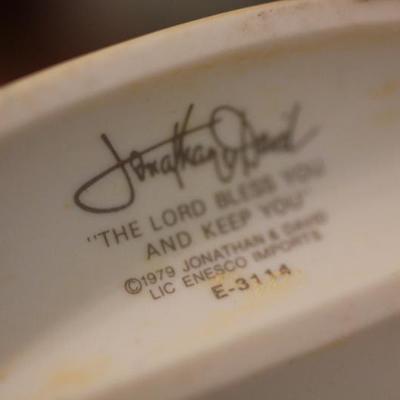 Jonathan & David
"THE LORD BLESS YOU
AND KEEP YOU"
©1979 JONATHAN & DAVID
LIC ENESCO IMPORTS
E-3114